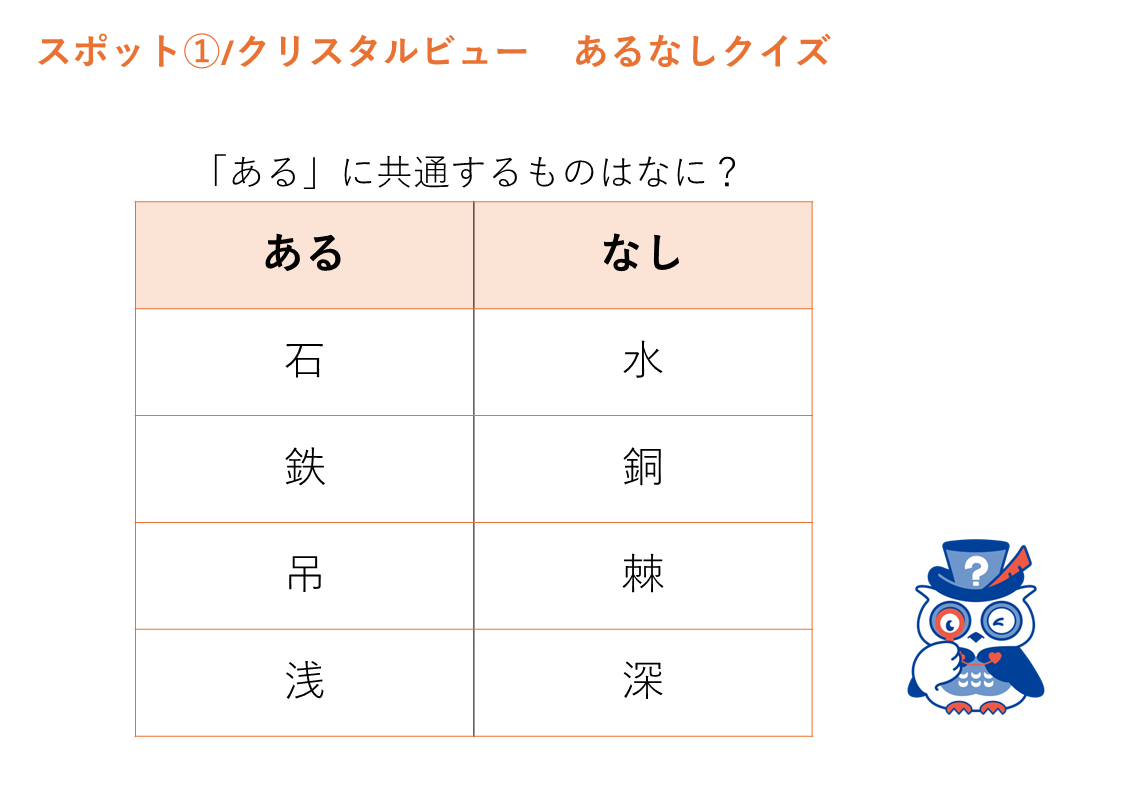 スポット①/クリスタルビュー　あるなしクイズ
「ある」に共通するものはなに？
ある　なし
石　水
鉄　銅
吊　棘
浅　深
?